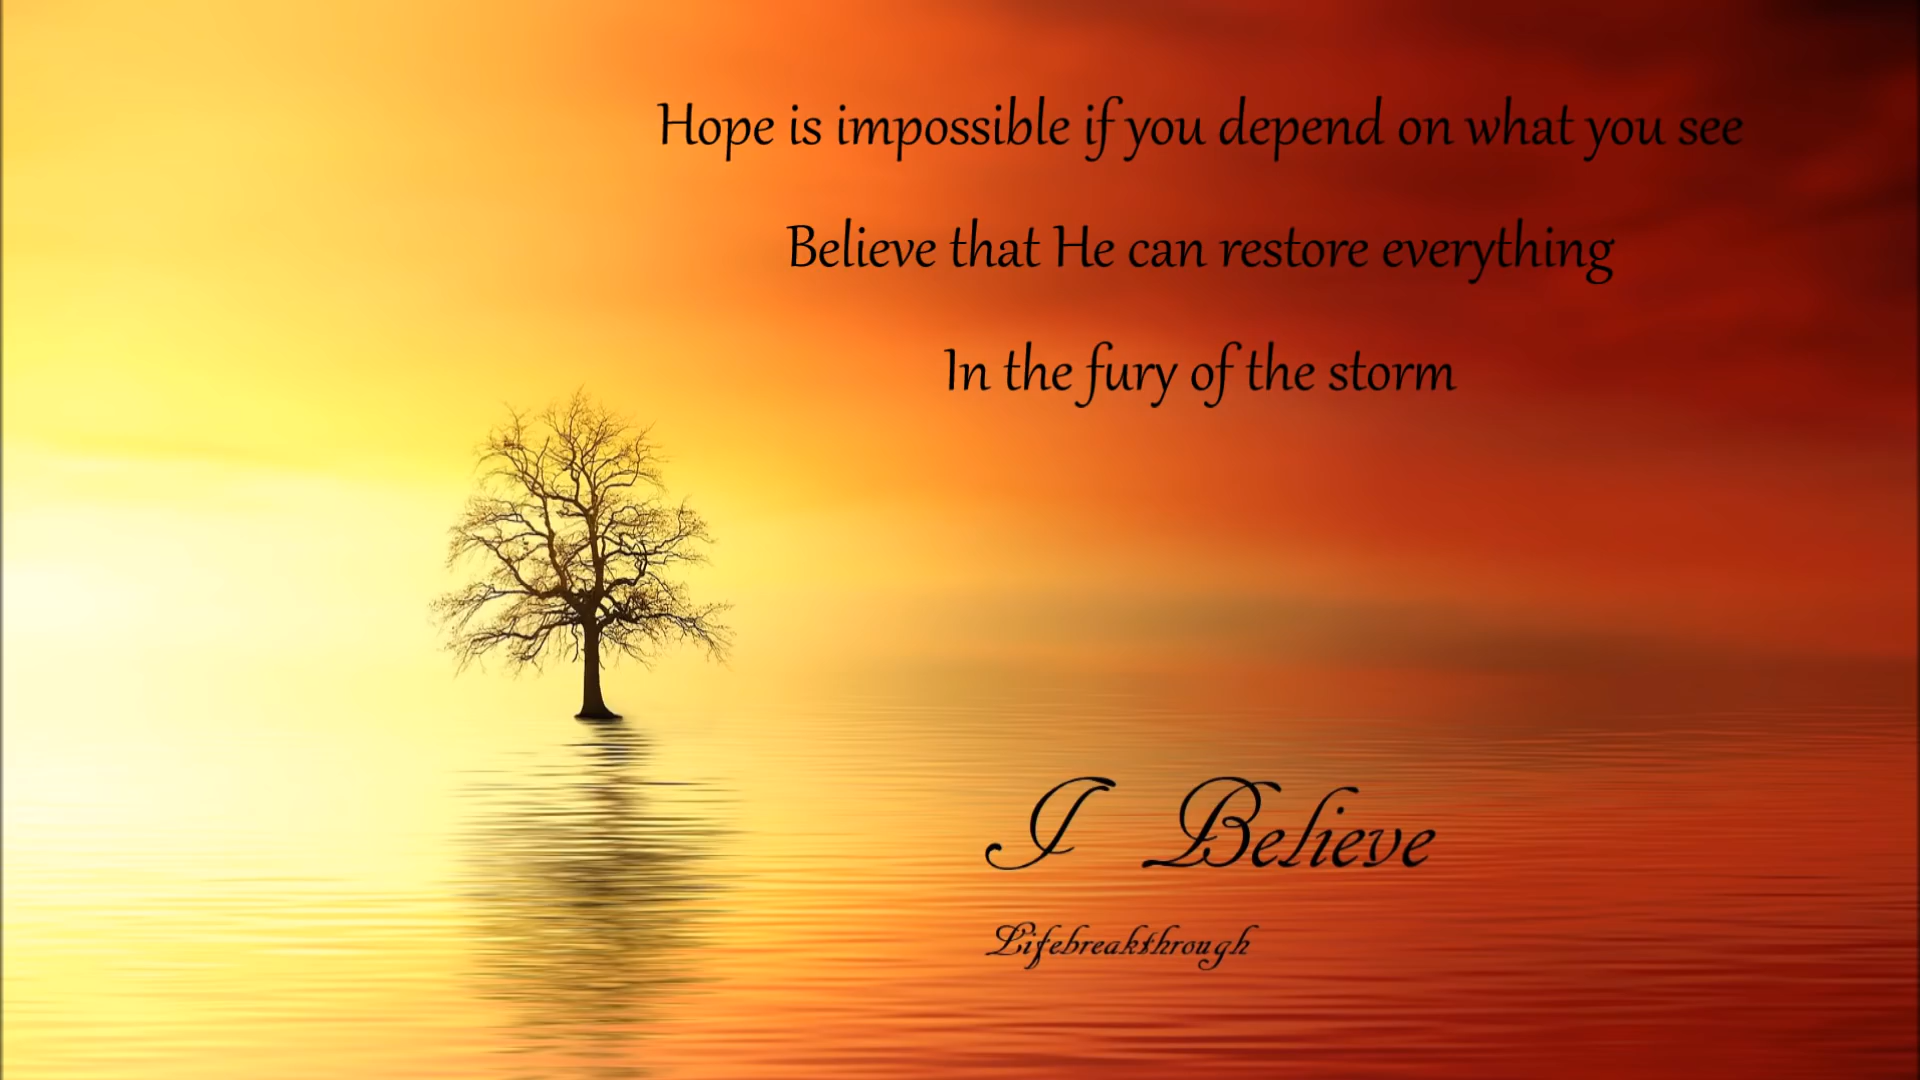 Hope is impossible if you depend on what you see
Believe that He can restore everything
In the fury of the storm
I Believe
Lifebreakthrough